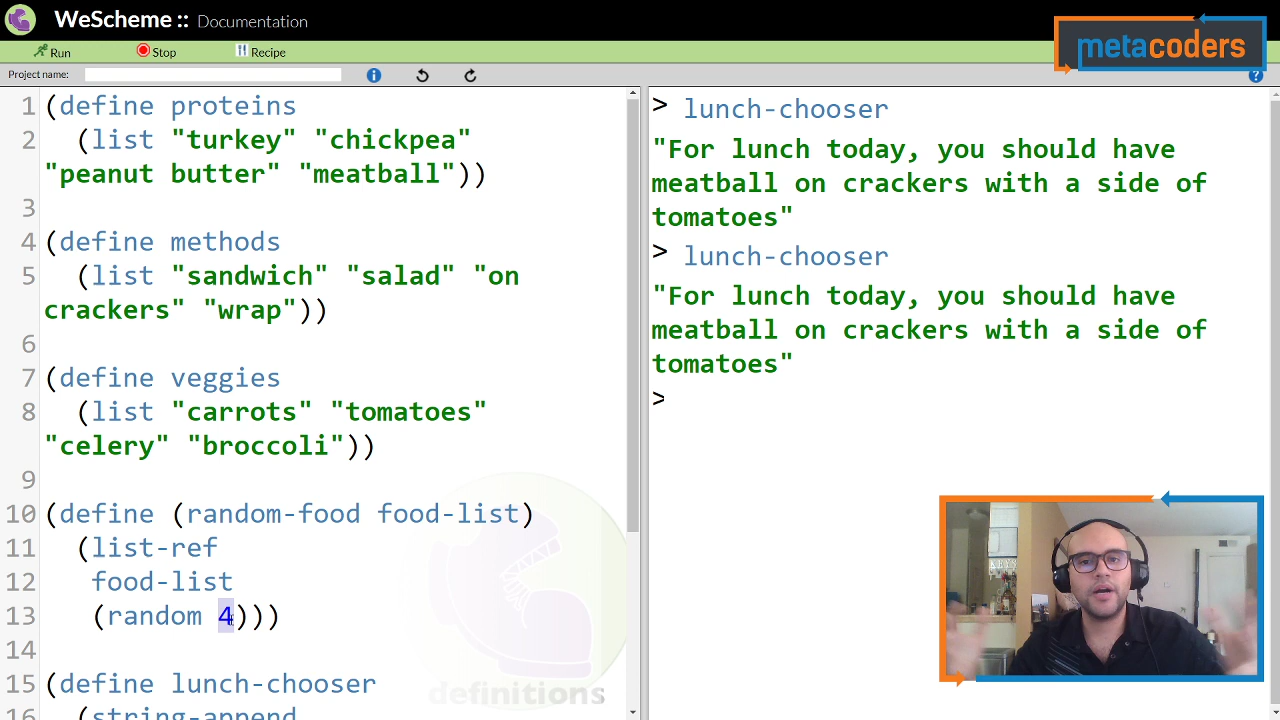 WeScheme :: Documentation
metacoders
Run Stop Recipe
Project name:
?
1 (define proteins
2 (list "turkey" "chickpea"
"peanut butter" "meatball"))
3
4 (define methods
5 (list "sandwich" "salad" "on
crackers" "wrap"))
6
7 (define veggies
8 (list "carrots" "tomatoes"
"celery" "broccoli"))
9
10 (define (random-food food-list)
11 (list-ref
12 food-list
13 (random 4)))
14
15 (define lunch-chooser
16 (string-append
definitions
> lunch-chooser
"For lunch today, you should have
meatball on crackers with a side of
tomatoes"
> lunch-chooser
"For lunch today, you should have
meatball on crackers with a side of
tomatoes"
>